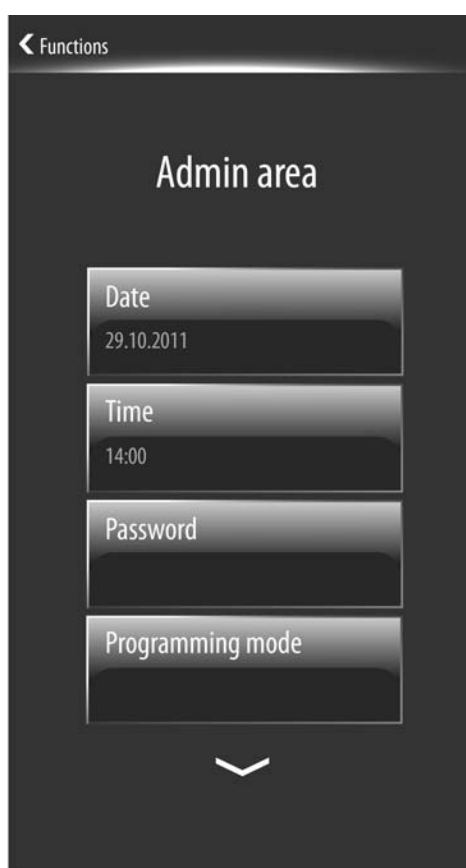 Functions
Admin area
Date
29.10.2011
Time
14:00
Password
Programming mode